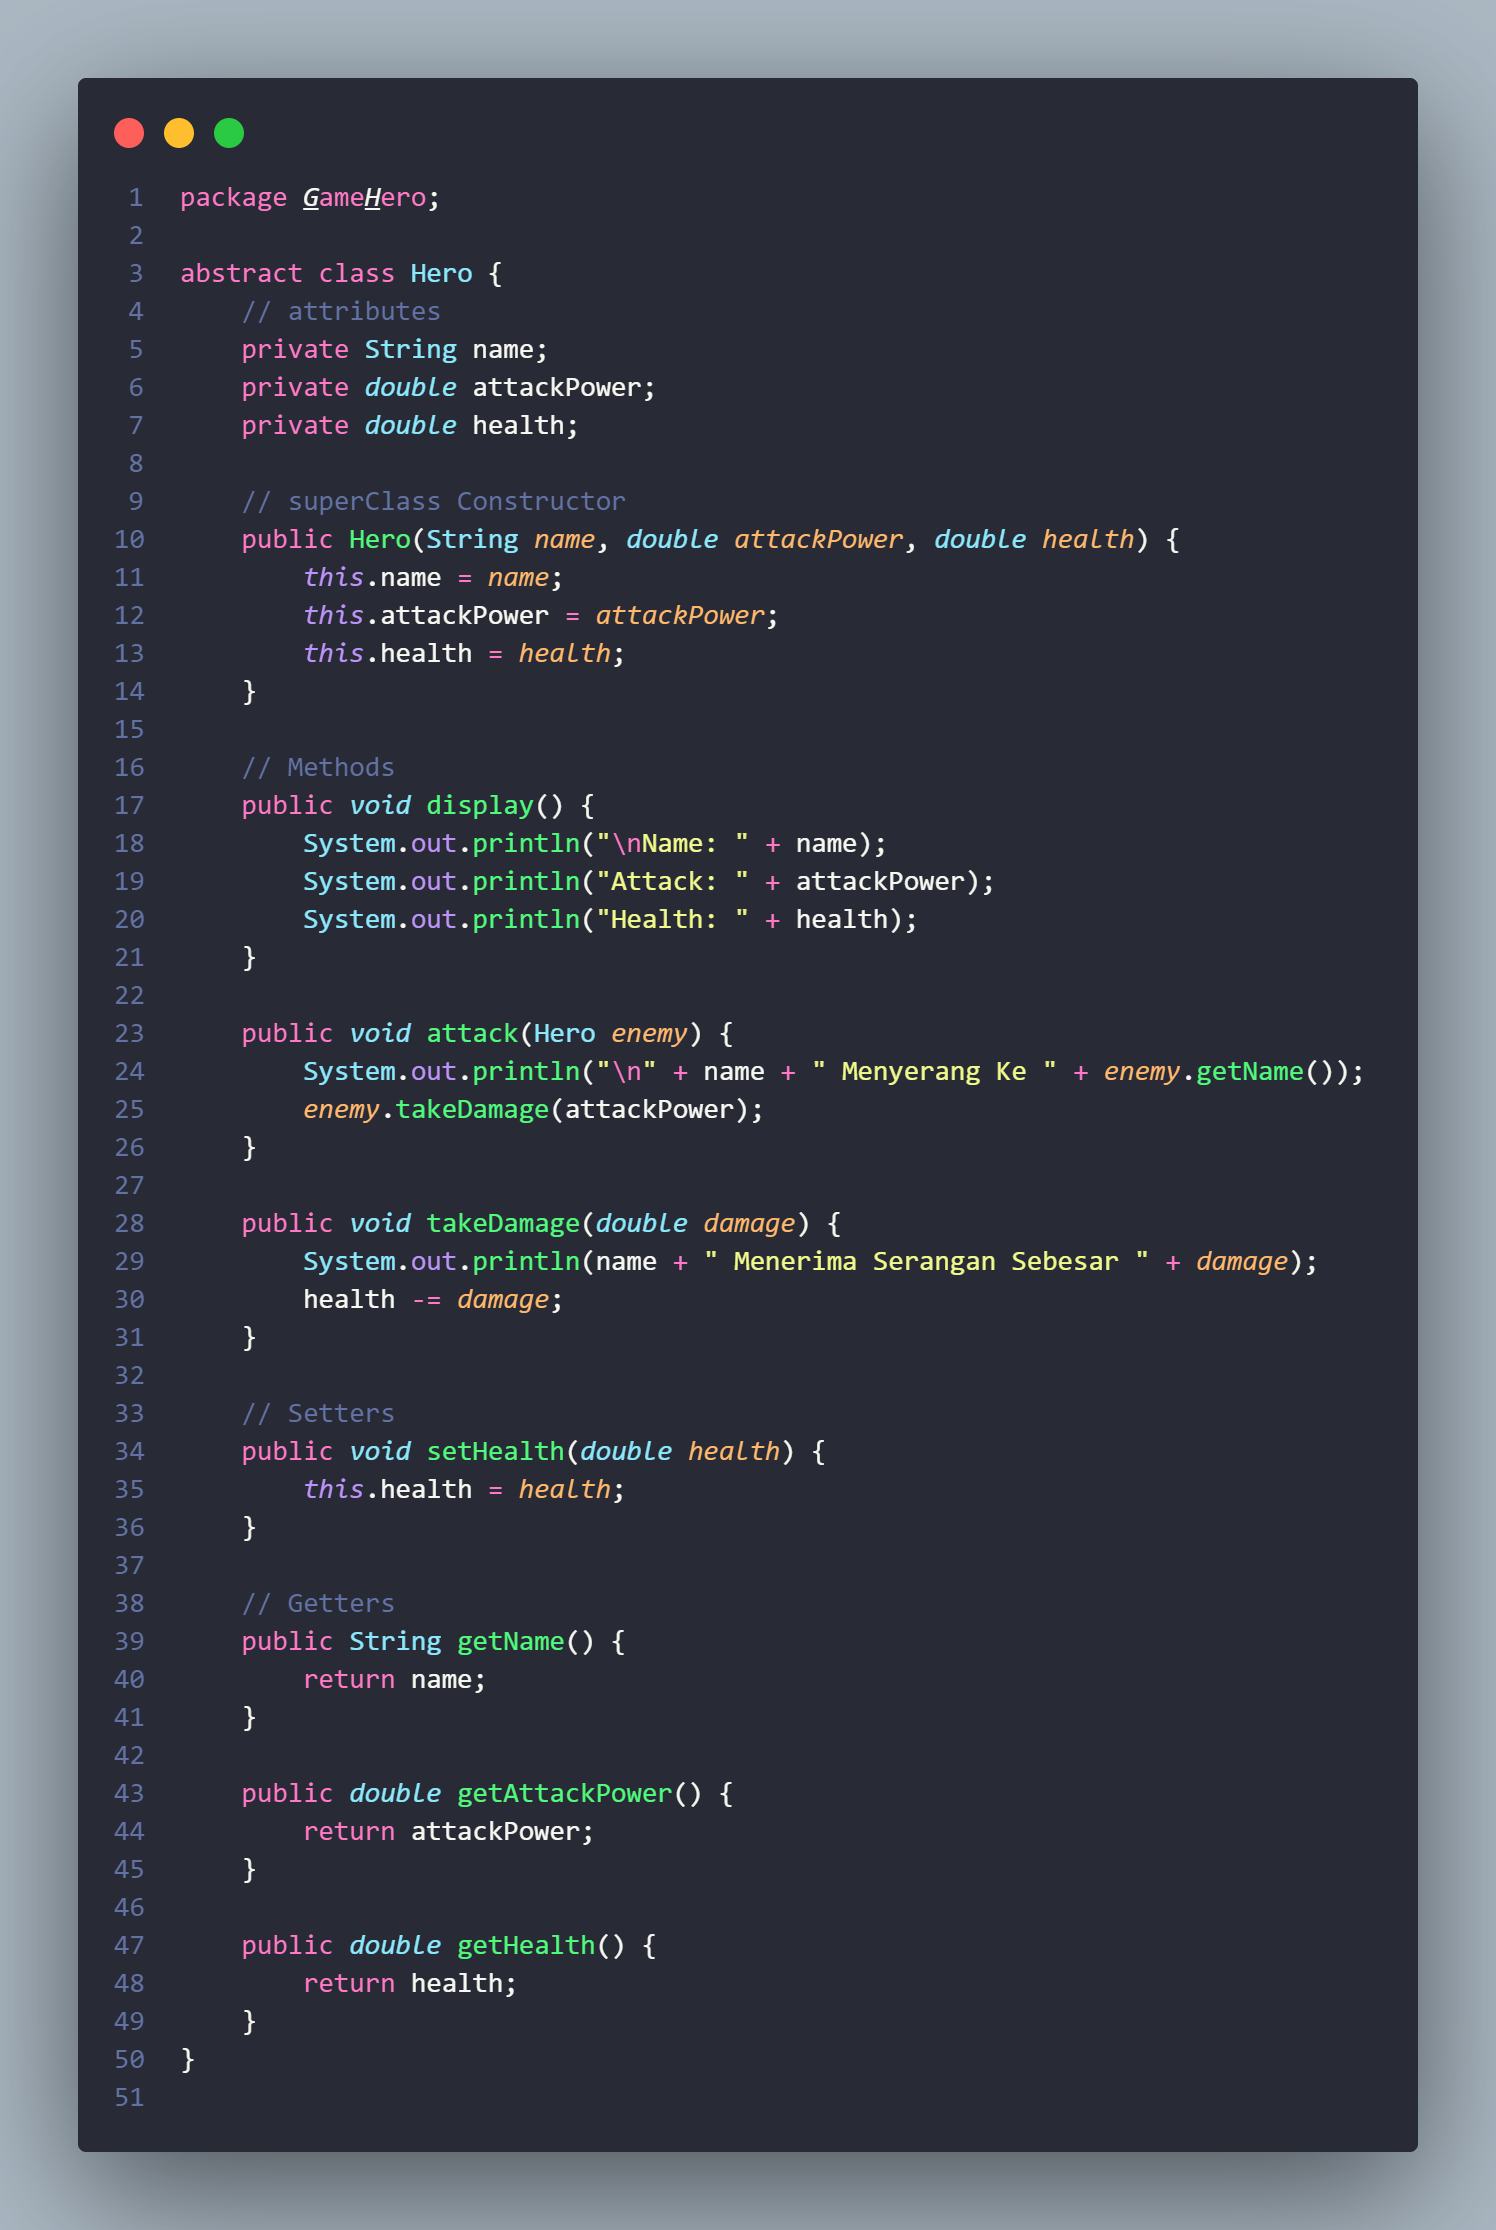 1 package GameHero;
2
3 abstract class Hero {
4     // attributes
5     private String name;
6     private double attackPower;
7     private double health;
8
9     // superClass Constructor
10     public Hero(String name, double attackPower, double health) {
11         this.name = name;
12         this.attackPower = attackPower;
13         this.health = health;
14     }
15
16     // Methods
17     public void display() {
18         System.out.println("\nName: " + name);
19         System.out.println("Attack: " + attackPower);
20         System.out.println("Health: " + health);
21     }
22
23     public void attack(Hero enemy) {
24         System.out.println("\n" + name + " Menyerang Ke " + enemy.getName());
25         enemy.takeDamage(attackPower);
26     }
27
28     public void takeDamage(double damage) {
29         System.out.println(name + " Menerima Serangan Sebesar " + damage);
30         health -= damage;
31     }
32
33     // Setters
34     public void setHealth(double health) {
35         this.health = health;
36     }
37
38     // Getters
39     public String getName() {
40         return name;
41     }
42
43     public double getAttackPower() {
44         return attackPower;
45     }
46
47     public double getHealth() {
48         return health;
49     }
50 }
51